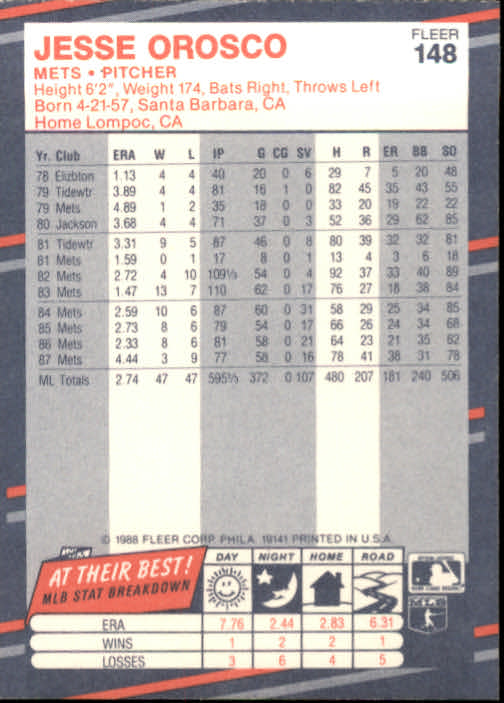 JESSE OROSCO
FLEER
148
METS • PITCHER
Height 6'2", Weight 174, Bats Right, Throws Left
Born 4-21-57, Santa Barbara, CA
Home Lompoc, CA
Yr. Club ERA W L IP G CG SV H R ER BB SO
78 Elizbton 1.13 4 4 40 20 0 6 29 7 5 20 48
79 Tidewtr 3.89 4 4 81 16 1 0 82 45 35 43 55
79 Mets 4.89 1 2 35 18 0 0 33 20 19 22 22
80 Jackson 3.68 4 4 71 37 0 3 52 36 29 62 85
81 Tidewtr 3.31 9 5 87 46 0 8 80 39 32 32 81
81 Mets 1.59 0 1 17 8 0 1 13 4 3 6 18
82 Mets 2.72 4 10 109⅓ 54 0 4 92 37 33 40 89
83 Mets 1.47 13 7 110 62 0 17 76 27 18 38 84
84 Mets 2.59 10 6 87 60 0 31 58 29 25 34 85
85 Mets 2.73 8 6 79 54 0 17 66 26 24 34 68
86 Mets 2.33 8 6 81 58 0 21 64 23 21 35 62
87 Mets 4.44 3 9 77 58 0 16 78 41 38 31 78
ML Totals 2.74 47 47 595⅔ 372 0 107 480 207 181 240 506
© 1988 FLEER CORP. PHILA. 19141 PRINTED IN U.S.A.
AT THEIR BEST!
MLB STAT BREAKDOWN
DAY NIGHT HOME ROAD
ERA 7.76 2.44 2.83 6.31
WINS 1 2 2 1
LOSSES 3 6 4 5
MLB